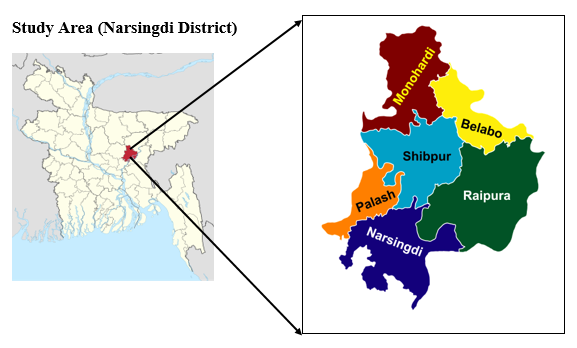 Study Area (Narsingdi District)
Monohardi
Belabo
Shibpur
Palash
Raipura
Narsingdi